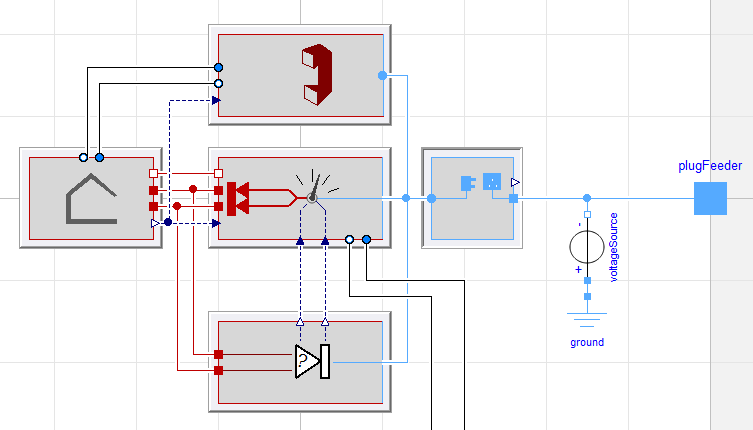 plugFeeder
voltageSource
-
+
?
ground